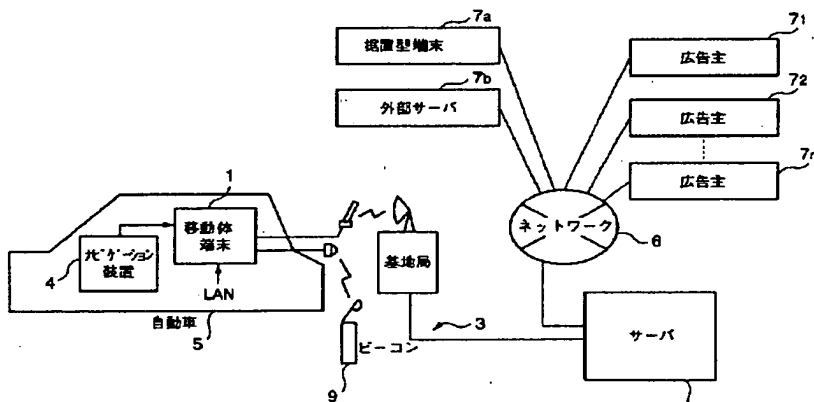 7a
据置型端末
7b
外部サーバ
71
広告主
72
広告主
広告主
ネットワーク
6
1
移動体
端末
ナビゲーション
装置
4
LAN
自動車
5
基地局
ビーコン
9
3
サーバ